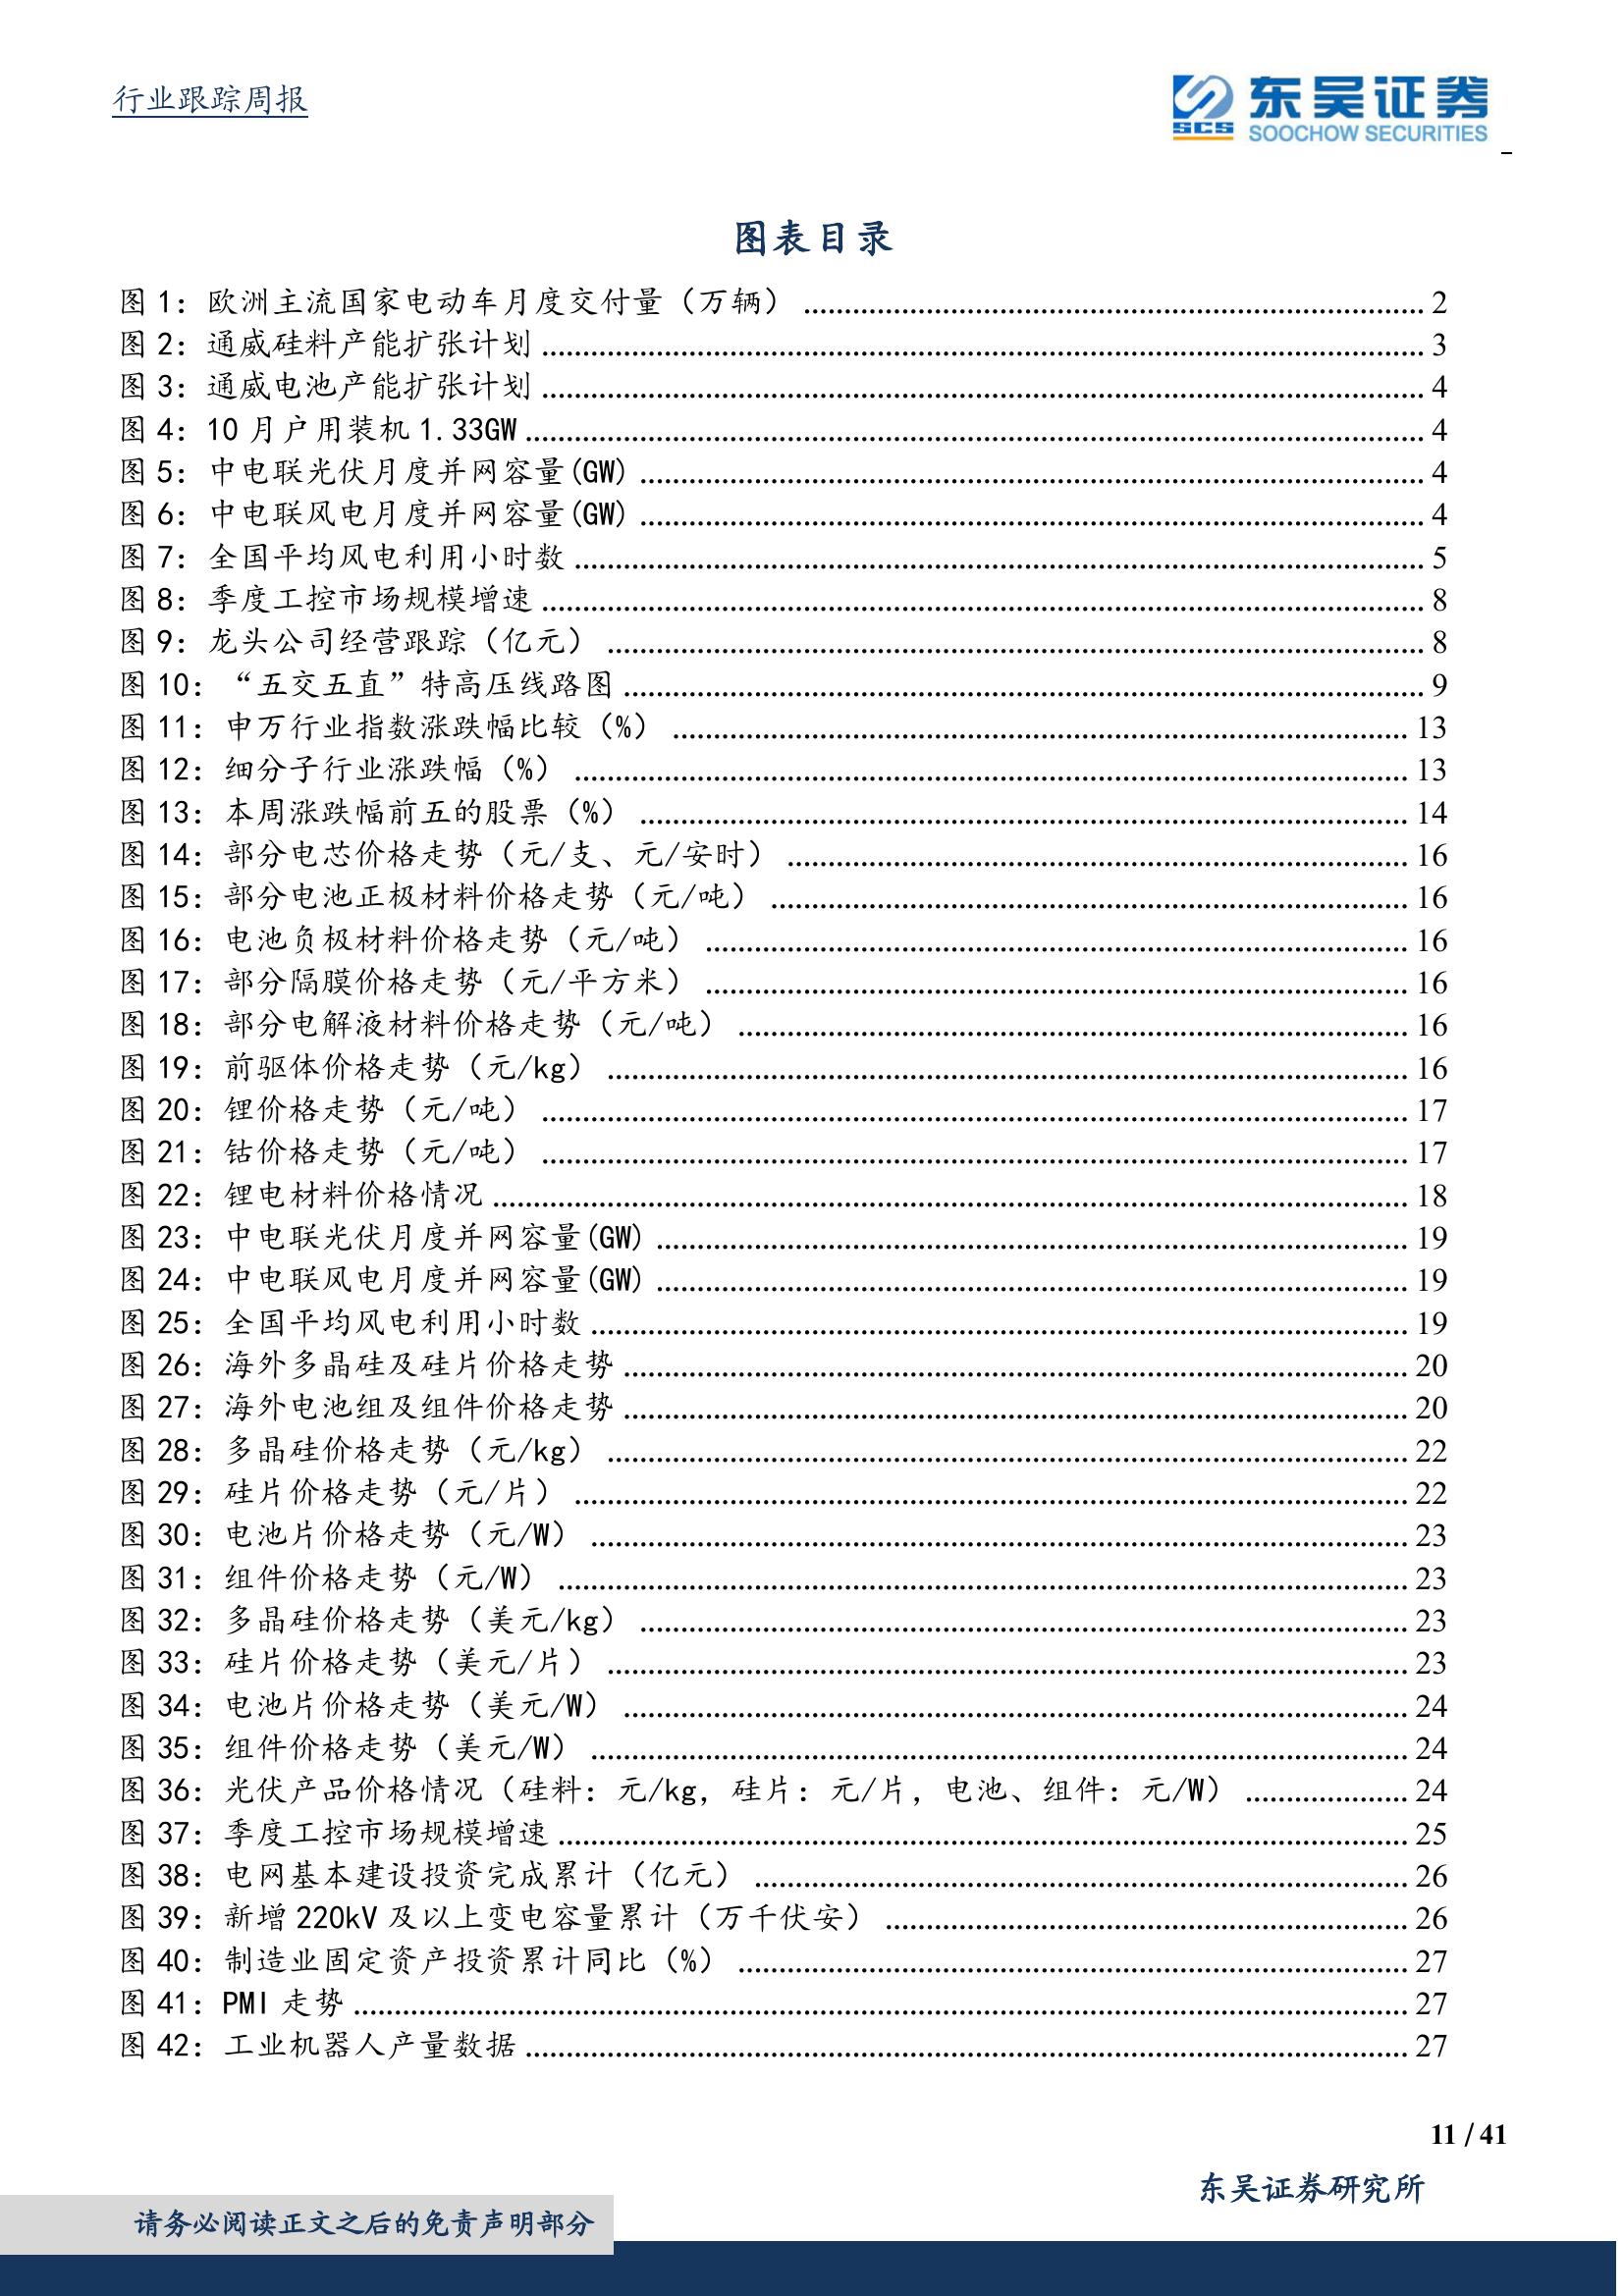 行业跟踪周报
东吴证券
SCS
SOOCHOW SECURITIES
图表目录
图 1：欧洲主流国家电动车月度交付量（万辆） 2
图 2：通威硅料产能扩张计划 3
图 3：通威电池产能扩张计划 4
图 4：10 月户用装机 1.33GW 4
图 5：中电联光伏月度并网容量(GW) 4
图 6：中电联风电月度并网容量(GW) 4
图 7：全国平均风电利用小时数 5
图 8：季度工控市场规模增速 8
图 9：龙头公司经营跟踪（亿元） 8
图 10：“五交五直”特高压线路图 9
图 11：申万行业指数涨跌幅比较（%） 13
图 12：细分子行业涨跌幅（%） 13
图 13：本周涨跌幅前五的股票（%） 14
图 14：部分电芯价格走势（元/支、元/安时） 16
图 15：部分电池正极材料价格走势（元/吨） 16
图 16：电池负极材料价格走势（元/吨） 16
图 17：部分隔膜价格走势（元/平方米） 16
图 18：部分电解液材料价格走势（元/吨） 16
图 19：前驱体价格走势（元/kg） 16
图 20：锂价格走势（元/吨） 17
图 21：钴价格走势（元/吨） 17
图 22：锂电材料价格情况 18
图 23：中电联光伏月度并网容量(GW) 19
图 24：中电联风电月度并网容量(GW) 19
图 25：全国平均风电利用小时数 19
图 26：海外多晶硅及硅片价格走势 20
图 27：海外电池组及组件价格走势 20
图 28：多晶硅价格走势（元/kg） 22
图 29：硅片价格走势（元/片） 22
图 30：电池片价格走势（元/W） 23
图 31：组件价格走势（元/W） 23
图 32：多晶硅价格走势（美元/kg） 23
图 33：硅片价格走势（美元/片） 23
图 34：电池片价格走势（美元/W） 24
图 35：组件价格走势（美元/W） 24
图 36：光伏产品价格情况（硅料：元/kg，硅片：元/片，电池、组件：元/W） 24
图 37：季度工控市场规模增速 25
图 38：电网基本建设投资完成累计（亿元） 26
图 39：新增 220kV 及以上变电容量累计（万千伏安） 26
图 40：制造业固定资产投资累计同比（%） 27
图 41：PMI 走势 27
图 42：工业机器人产量数据 27
11 / 41
东吴证券研究所
请务必阅读正文之后的免责声明部分